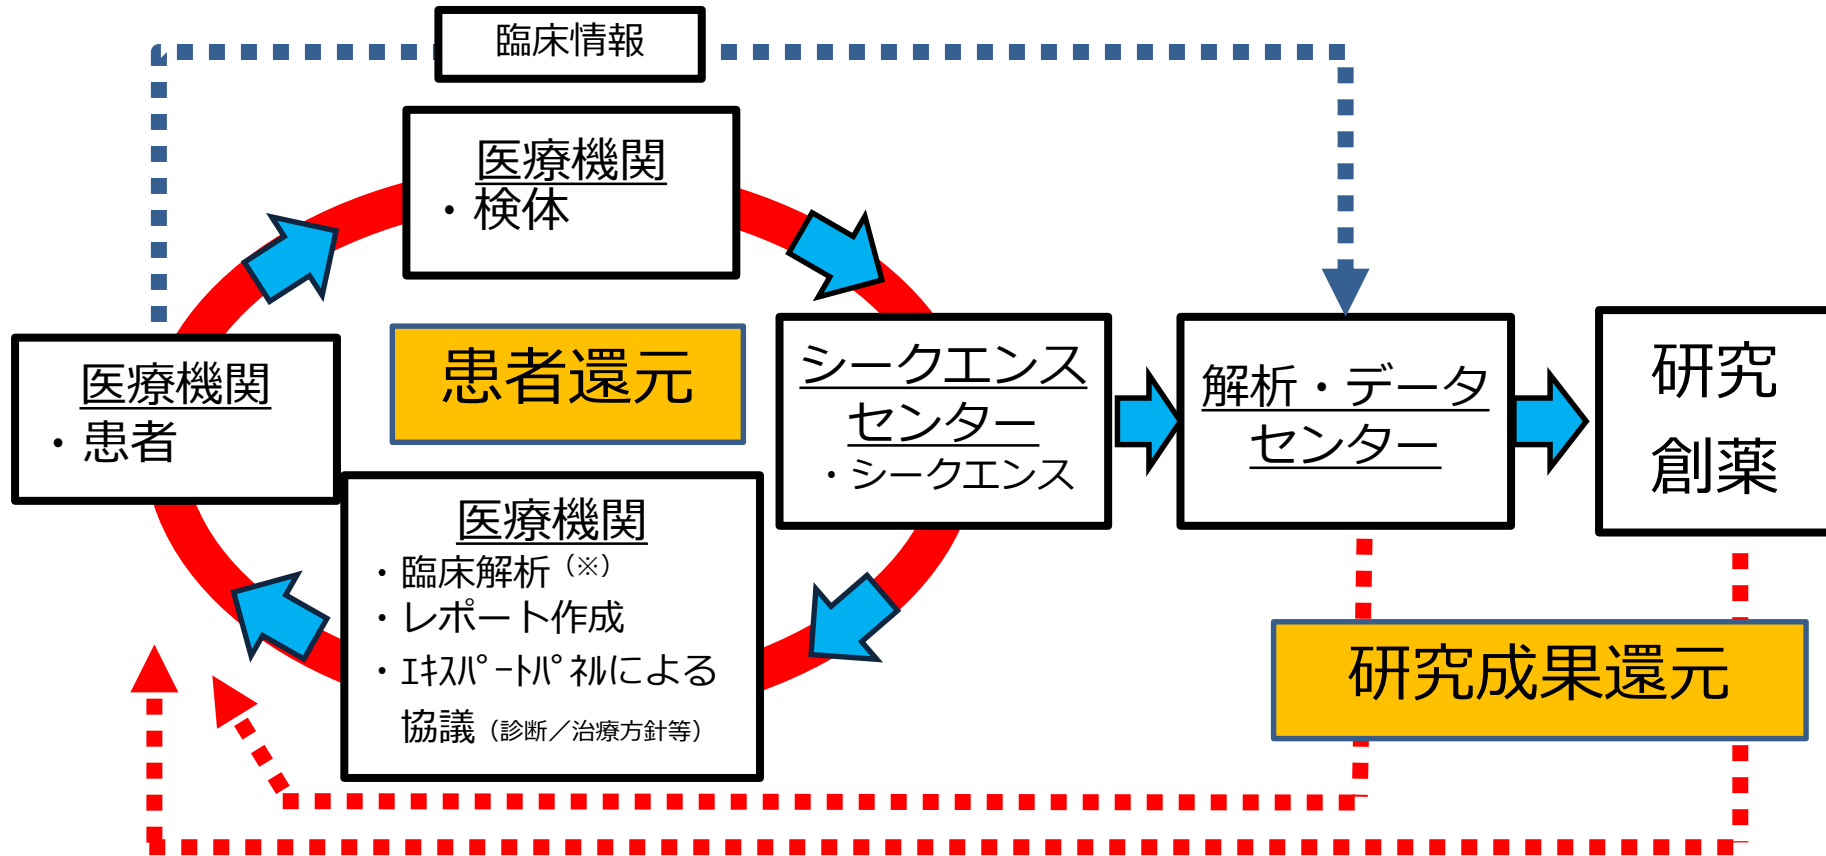 臨床情報
医療機関
・検体
医療機関
・患者
患者還元
シークエンス
センター
・シークエンス
解析・データ
センター
研究
創薬
医療機関
・臨床解析（※）
・レポート作成
・ｴｷｽﾊﾟｰﾄﾊﾟﾈﾙによる
協議（診断／治療方針等）
研究成果還元